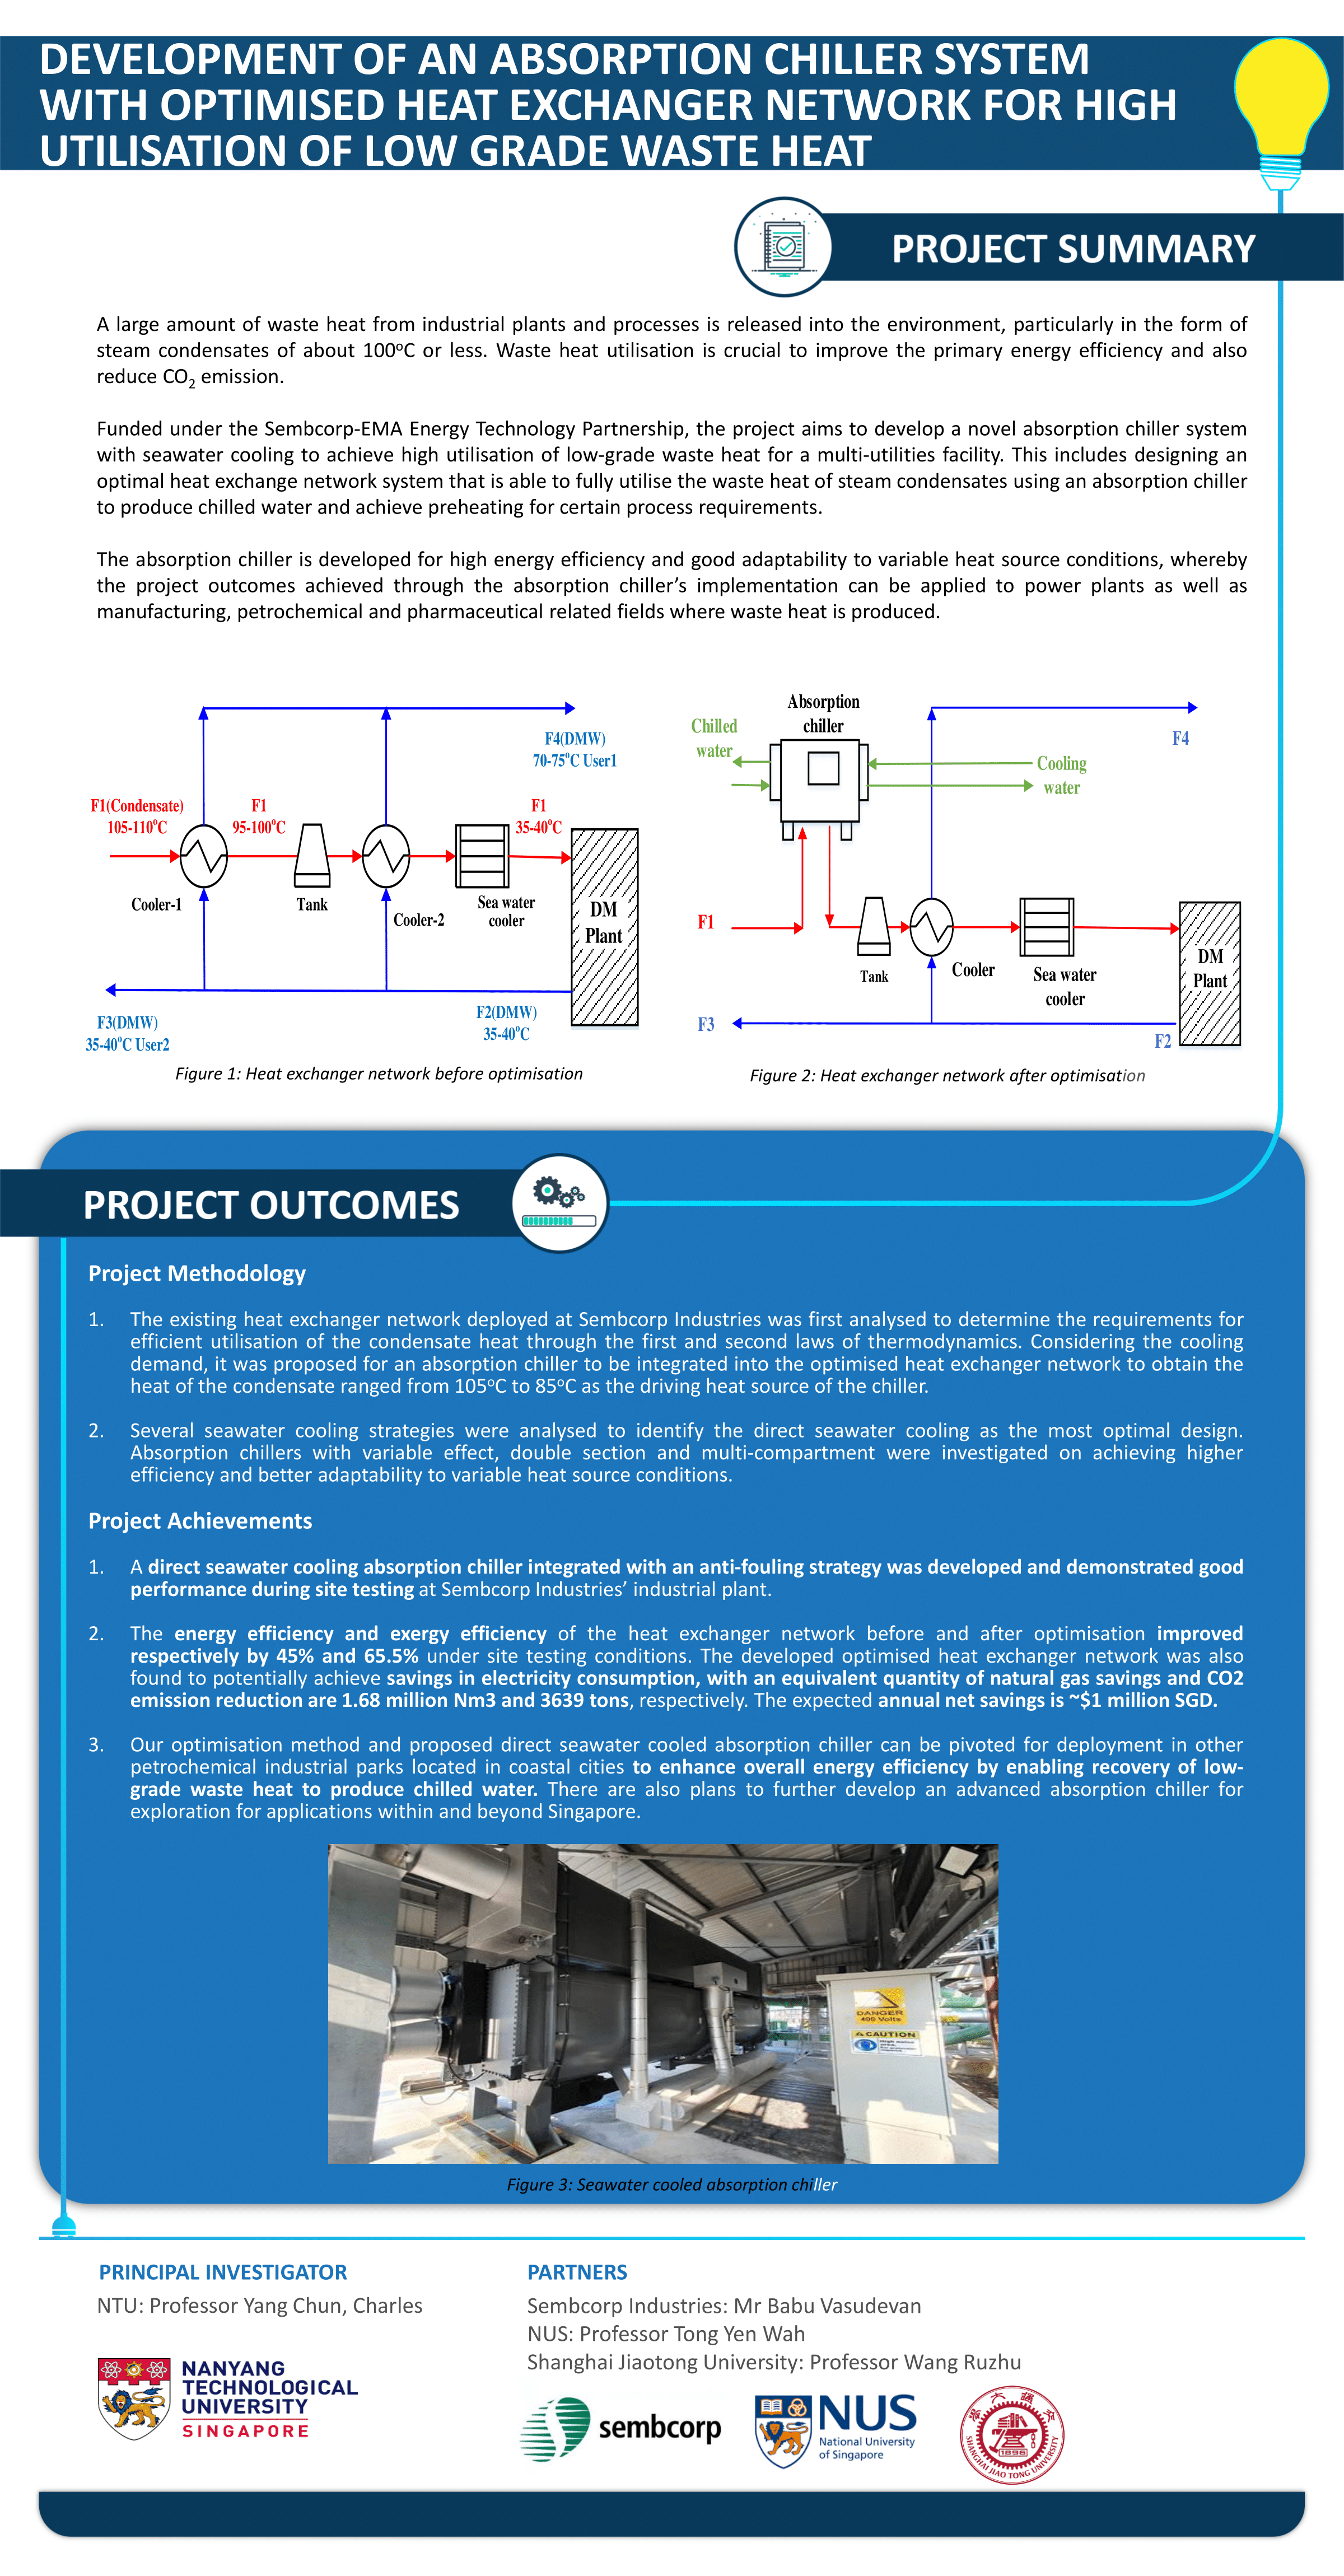 DEVELOPMENT OF AN ABSORPTION CHILLER SYSTEM
WITH OPTIMISED HEAT EXCHANGER NETWORK FOR HIGH
UTILISATION OF LOW GRADE WASTE HEAT
PROJECT SUMMARY
A large amount of waste heat from industrial plants and processes is released into the environment, particularly in the form of
steam condensates of about 100°C or less. Waste heat utilisation is crucial to improve the primary energy efficiency and also
reduce CO₂ emission.
Funded under the Sembcorp-EMA Energy Technology Partnership, the project aims to develop a novel absorption chiller system
with seawater cooling to achieve high utilisation of low-grade waste heat for a multi-utilities facility. This includes designing an
optimal heat exchange network system that is able to fully utilise the waste heat of steam condensates using an absorption chiller
to produce chilled water and achieve preheating for certain process requirements.
The absorption chiller is developed for high energy efficiency and good adaptability to variable heat source conditions, whereby
the project outcomes achieved through the absorption chiller's implementation can be applied to power plants as well as
manufacturing, petrochemical and pharmaceutical related fields where waste heat is produced.
F4(DMW)
70-75°C User1
F1(Condensate)
105-110°C
F1
95-100°C
F1
35-40°C
Cooler-1
Tank
Cooler-2
Sea water
cooler
DM
Plant
F3(DMW)
35-40°C User2
F2(DMW)
35-40°C
Figure 1: Heat exchanger network before optimisation
Absorption
chiller
Chilled
water
Cooling
water
F4
F1
Tank
Cooler
Sea water
cooler
DM
Plant
F3
F2
Figure 2: Heat exchanger network after optimisation
PROJECT OUTCOMES
Project Methodology
1. The existing heat exchanger network deployed at Sembcorp Industries was first analysed to determine the requirements for
efficient utilisation of the condensate heat through the first and second laws of thermodynamics. Considering the cooling
demand, it was proposed for an absorption chiller to be integrated into the optimised heat exchanger network to obtain the
heat of the condensate ranged from 105°C to 85°C as the driving heat source of the chiller.
2. Several seawater cooling strategies were analysed to identify the direct seawater cooling as the most optimal design.
Absorption chillers with variable effect, double section and multi-compartment were investigated on achieving higher
efficiency and better adaptability to variable heat source conditions.
Project Achievements
1. A direct seawater cooling absorption chiller integrated with an anti-fouling strategy was developed and demonstrated good
performance during site testing at Sembcorp Industries' industrial plant.
2. The energy efficiency and exergy efficiency of the heat exchanger network before and after optimisation improved
respectively by 45% and 65.5% under site testing conditions. The developed optimised heat exchanger network was also
found to potentially achieve savings in electricity consumption, with an equivalent quantity of natural gas savings and CO2
emission reduction are 1.68 million Nm3 and 3639 tons, respectively. The expected annual net savings is ~$1 million SGD.
3. Our optimisation method and proposed direct seawater cooled absorption chiller can be pivoted for deployment in other
petrochemical industrial parks located in coastal cities to enhance overall energy efficiency by enabling recovery of low-
grade waste heat to produce chilled water. There are also plans to further develop an advanced absorption chiller for
exploration for applications within and beyond Singapore.
DANGER
400 Volts
CAUTION
Figure 3: Seawater cooled absorption chiller
PRINCIPAL INVESTIGATOR
NTU: Professor Yang Chun, Charles
NANYANG
TECHNOLOGICAL
UNIVERSITY
SINGAPORE
PARTNERS
Sembcorp Industries: Mr Babu Vasudevan
NUS: Professor Tong Yen Wah
Shanghai Jiaotong University: Professor Wang Ruzhu
sembcorp
NUS
National University
of Singapore
1896
SHANGHAI JIAO TONG UNIVERSITY